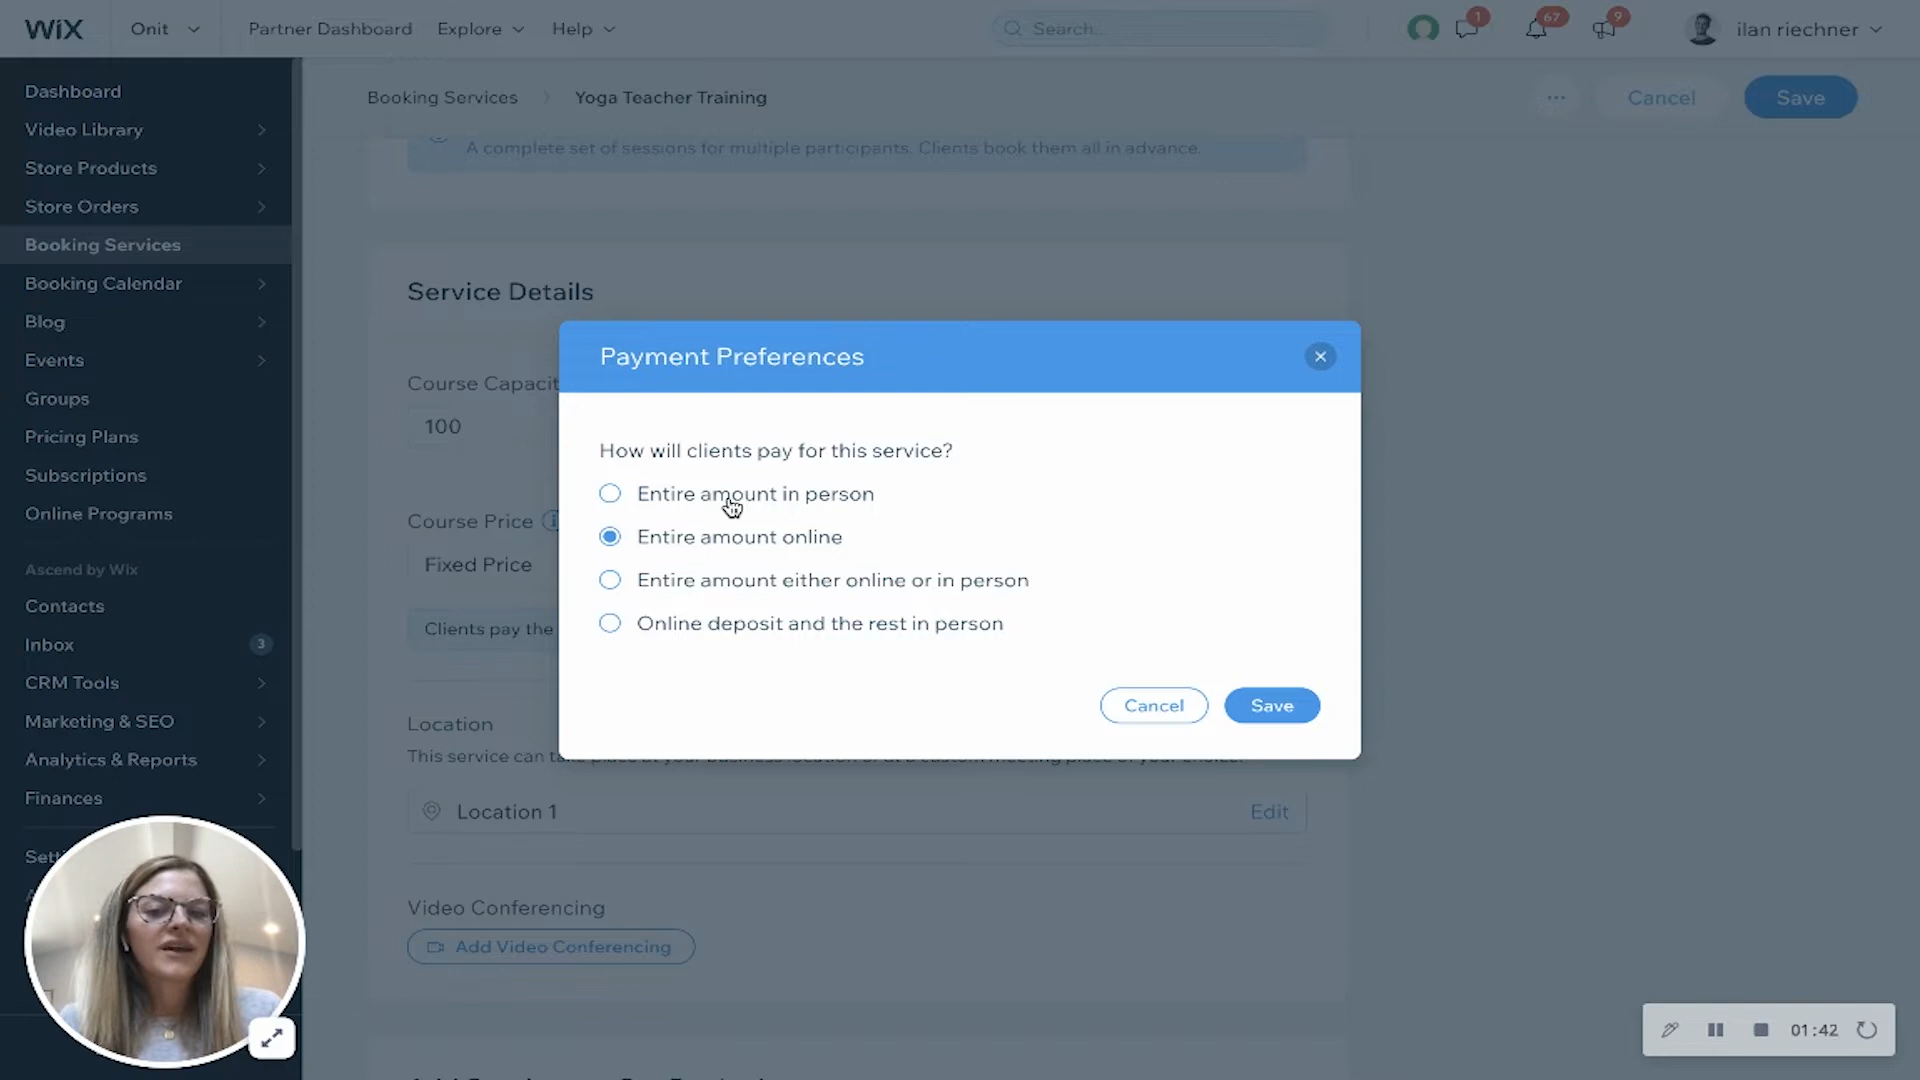 WiX
Onit
Partner Dashboard
Explore
Help
Search...
1
67
9
ilan riechner
Dashboard
Video Library
Store Products
Store Orders
Booking Services
Booking Calendar
Blog
Events
Groups
Pricing Plans
Subscriptions
Online Programs
Ascend by Wix
Contacts
Inbox
3
CRM Tools
Marketing & SEO
Analytics & Reports
Finances
Booking Services
Yoga Teacher Training
Cancel
Save
A complete set of sessions for multiple participants. Clients book them all in advance.
Service Details
Course
100
Course Price
Fixed Price
Clients pay the
Payment Preferences
How will clients pay for this service?
Entire amount in person
Entire amount online
Entire amount either online or in person
Online deposit and the rest in person
Cancel
Save
Location
This service can
Location 1
Edit
Video Conferencing
Add Video Conferencing
01:42